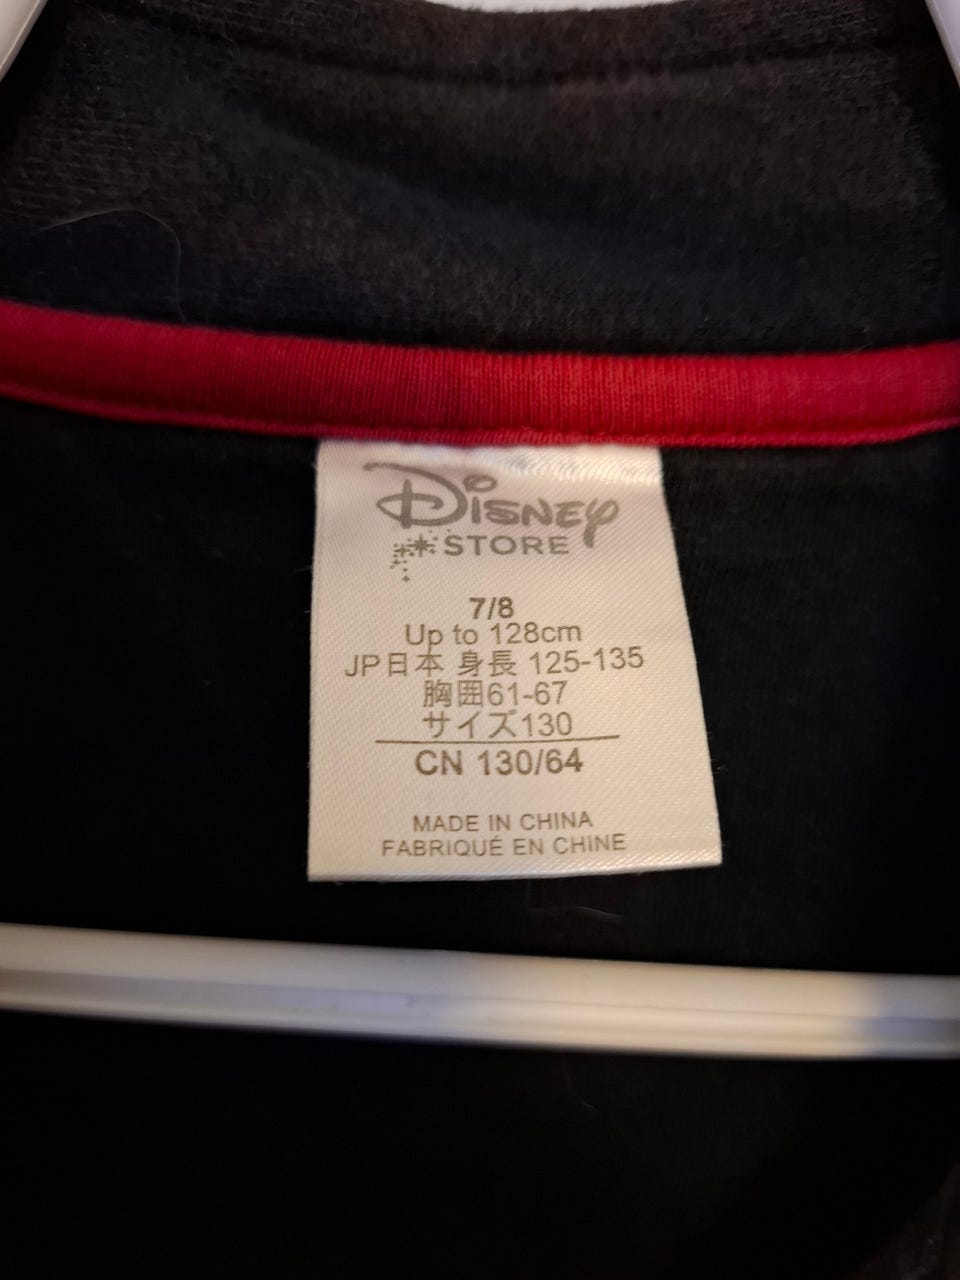 Disney
STORE
7/8
Up to 128cm
JP日本 身長 125-135
胸囲61-67
サイズ130
CN 130/64
MADE IN CHINA
FABRIQUÉ EN CHINE